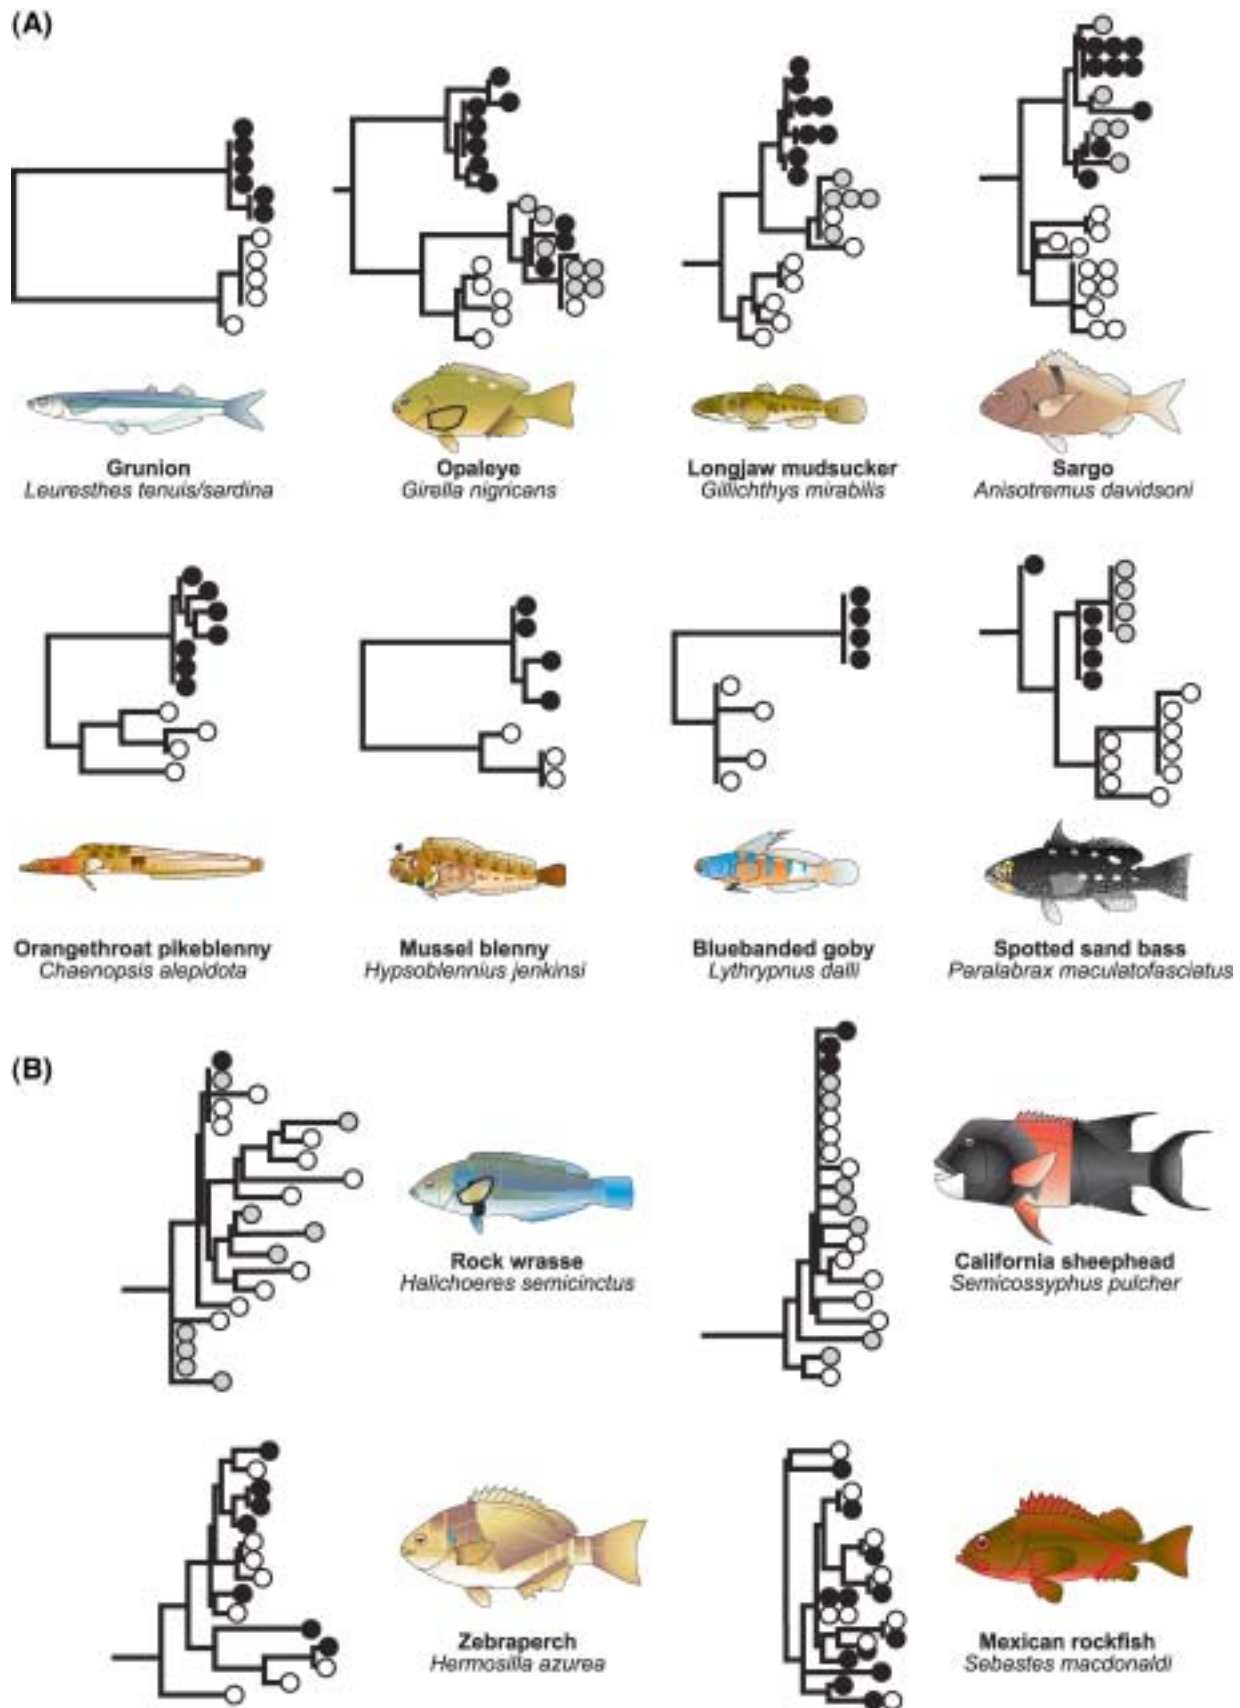 (A)
Grunion
Leuresthes tenuis/sardina
Opaleye
Girella nigricans
Longjaw mudsucker
Gillichthys mirabilis
Sargo
Anisotremus davidsoni
Orangethroat pikeblenny
Chaenopsis alepidota
Mussel blenny
Hypsoblennius jenkinsi
Bluebanded goby
Lythrypnus dalli
Spotted sand bass
Paralabrax maculatofasciatus
(B)
Rock wrasse
Halichoeres semicinctus
California sheephead
Semicossyphus pulcher
Zebraperch
Hermosilla azurea
Mexican rockfish
Sebastes macdonaldi